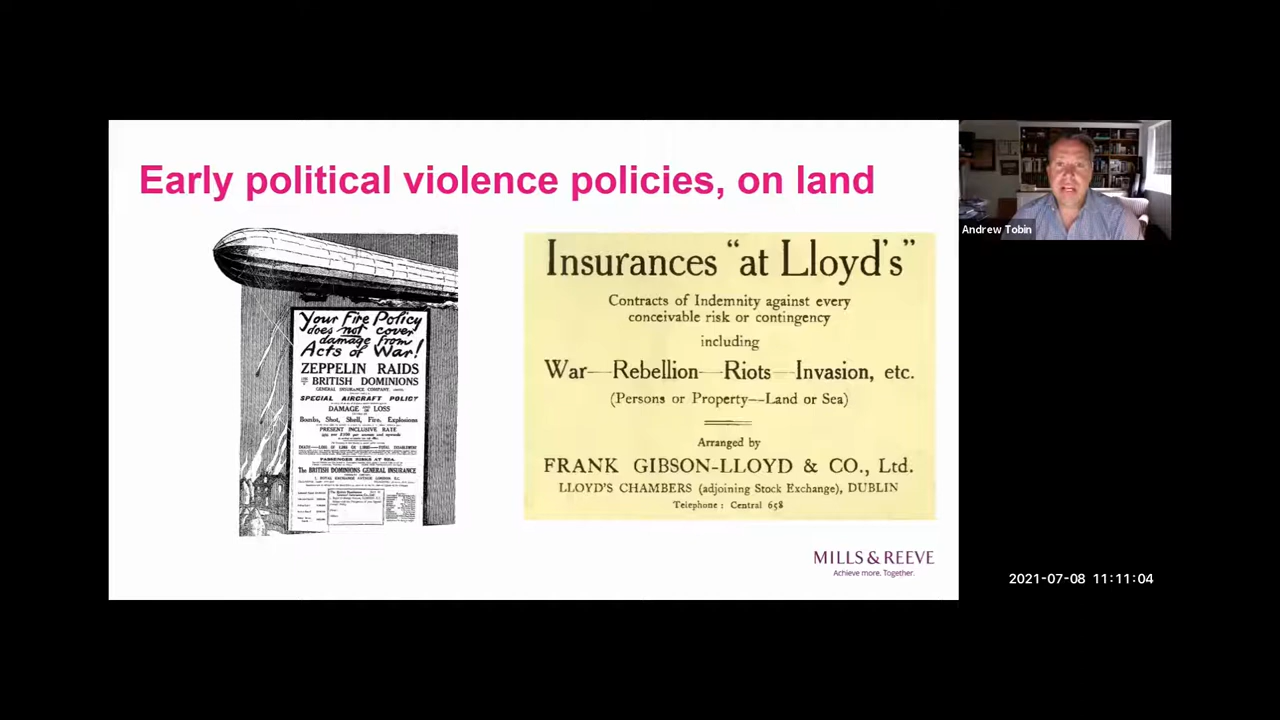 Early political violence policies, on land
Your Fire Policy
does not cover
damage from
Acts of War!
ZEPPELIN RAIDS
BRITISH DOMINIONS
GENERAL INSURANCE COMPANY
SPECIAL AIRCRAFT POLICY
DAMAGE LOSS
Bombs, Shot, Shell, Fire, Explosions
PRESENT INCLUSIVE RATE
PASSENGER RISKS AT SEA
The BRITISH DOMINIONS GENERAL INSURANCE
Insurances “at Lloyd's”
Contracts of Indemnity against every
conceivable risk or contingency
including
War—Rebellion—Riots—Invasion, etc.
(Persons or Property—Land or Sea)
Arranged by
FRANK GIBSON-LLOYD & CO., Ltd.
LLOYD'S CHAMBERS (adjoining Stock Exchange), DUBLIN
Telephone : Central 658
MILLS & REEVE
Achieve more. Together.
Andrew Tobin
2021-07-08 11:11:04